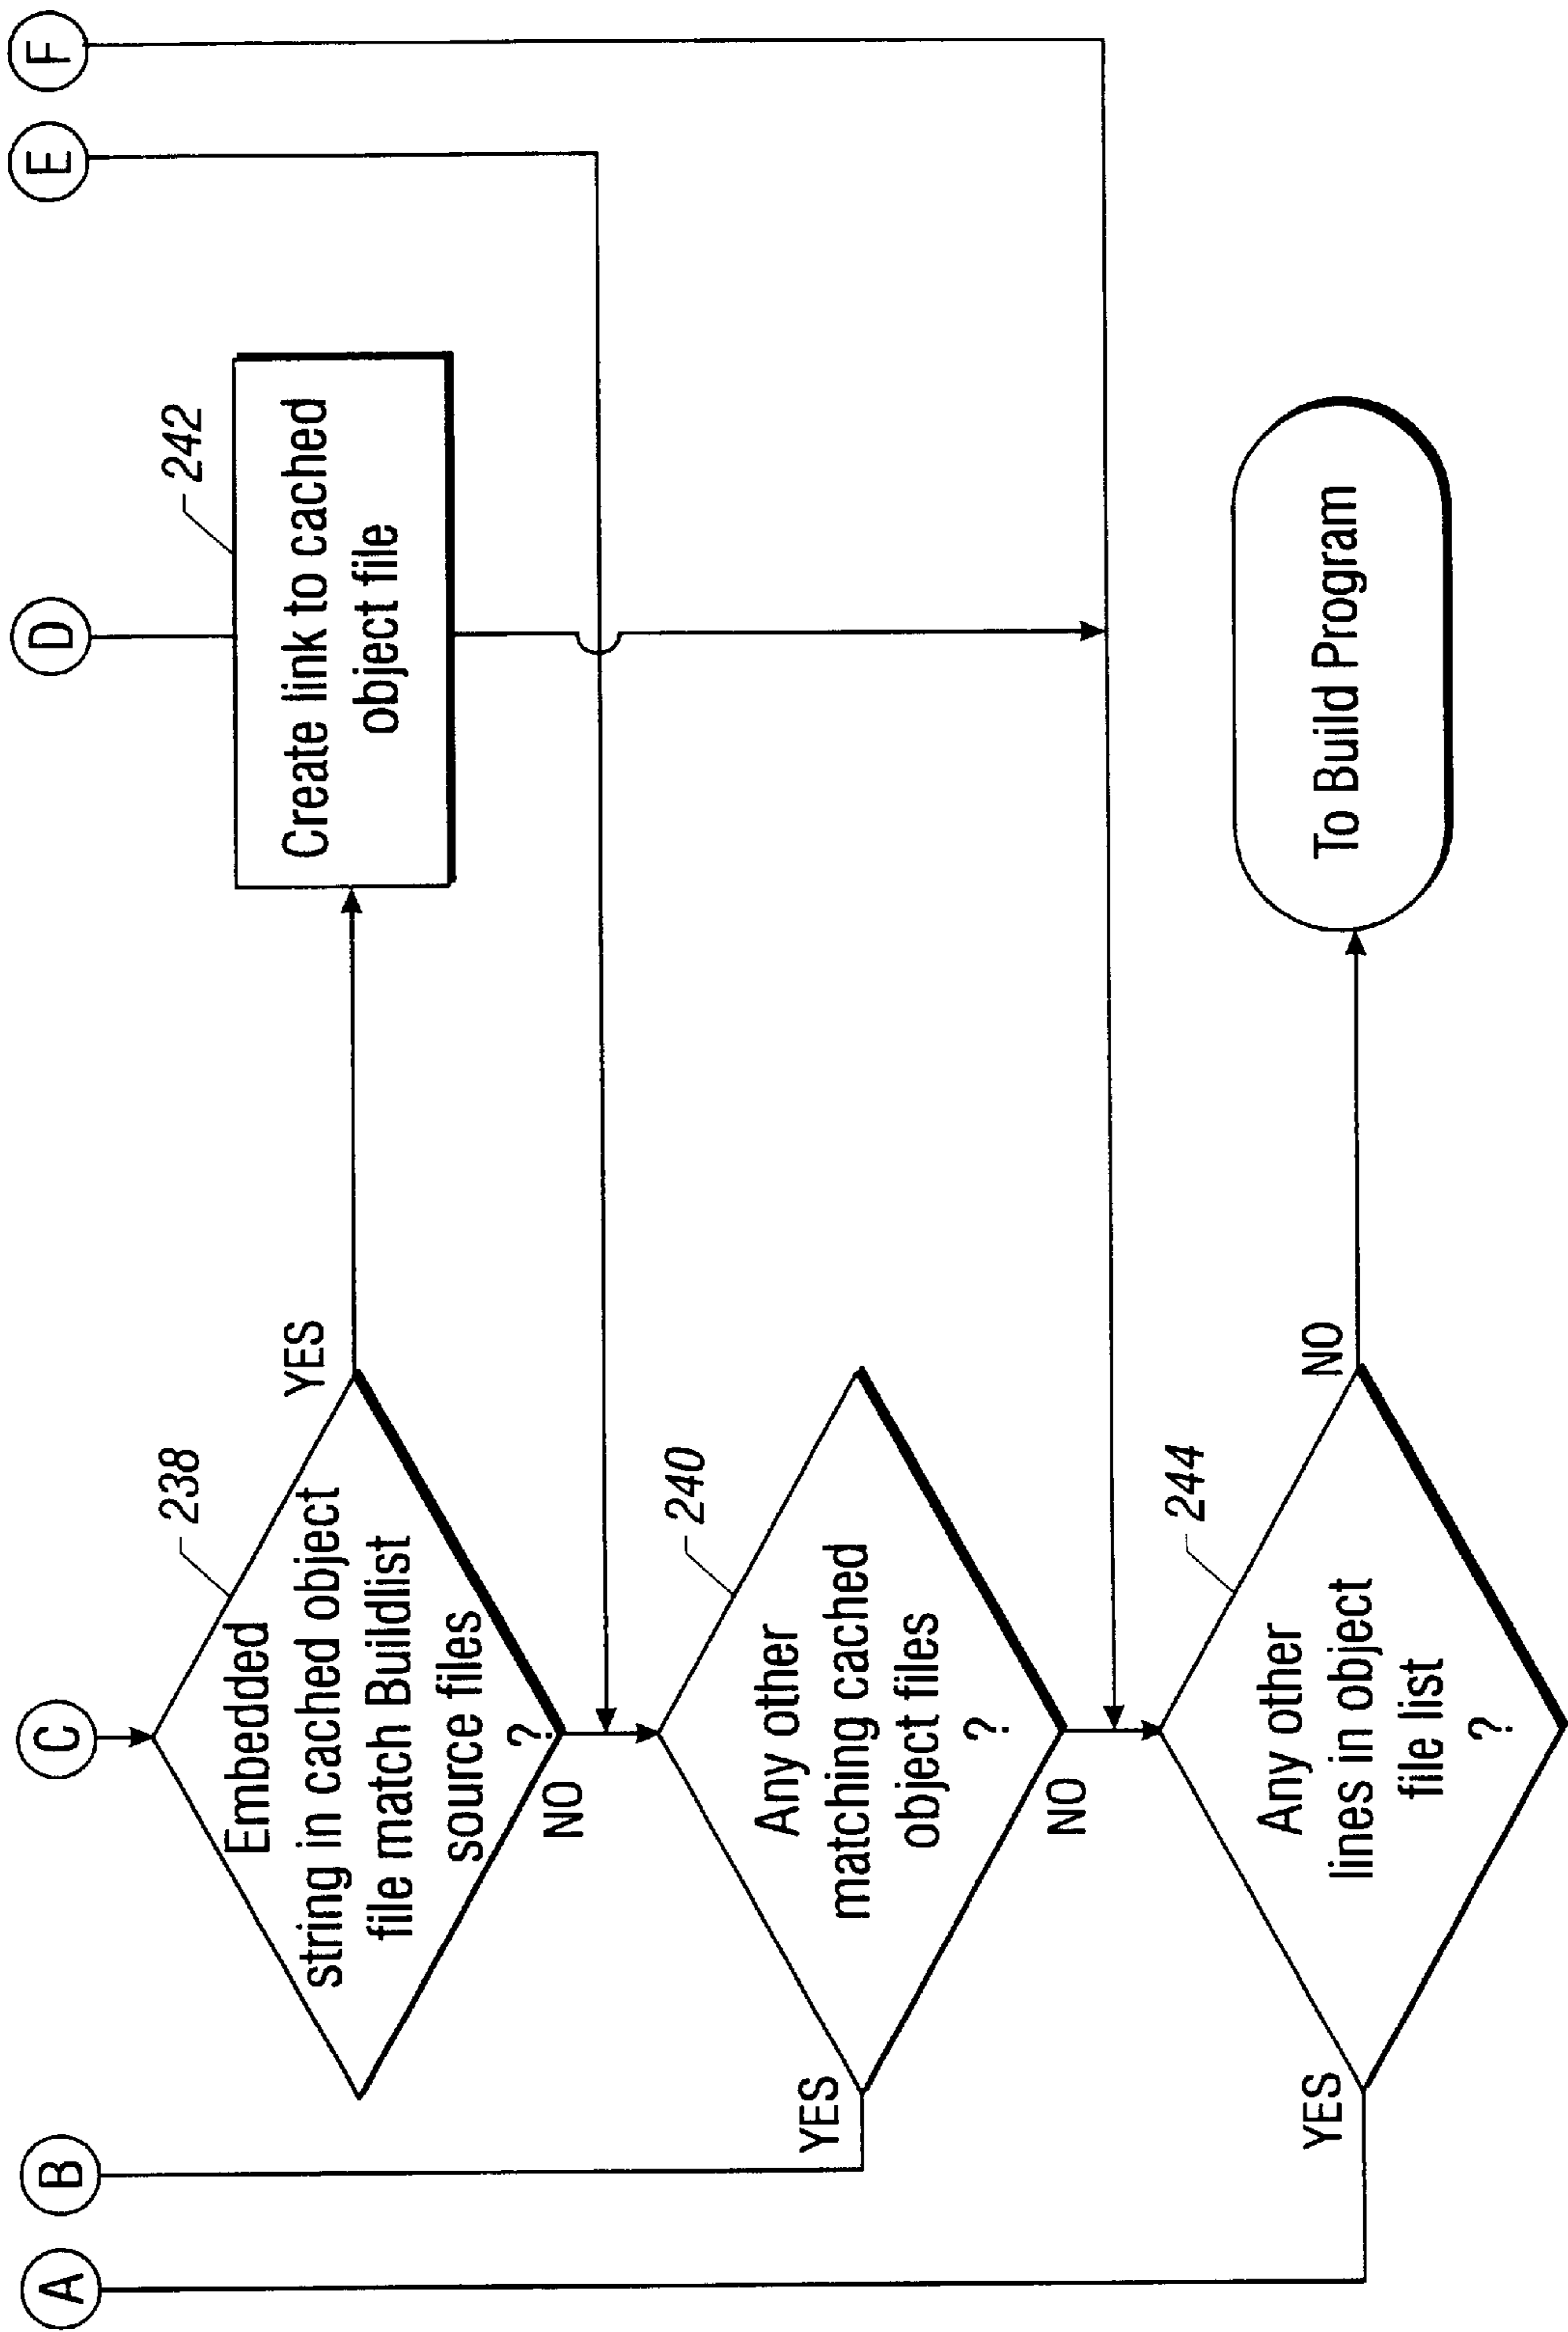 A
B
C
D
E
F
238
Embedded
string in cached object
file match Buildlist
source files
?
YES
NO
242
Create link to cached
object file
240
Any other
matching cached
object files
?
YES
NO
244
Any other
lines in object
file list
?
YES
NO
To Build Program